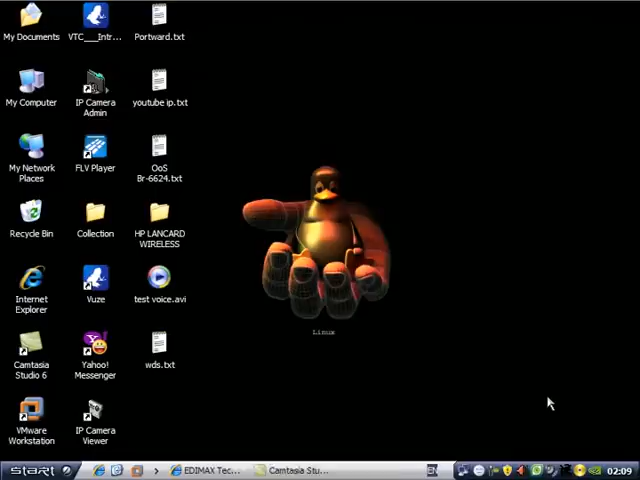 My Documents
VTC___Intr...
Portward.txt
My Computer
IP Camera
Admin
youtube ip.txt
My Network
Places
FLV Player
OoS
Br-6624.txt
Recycle Bin
Collection
HP LANCARD
WIRELESS
Internet
Explorer
Vuze
test voice.avi
Camtasia
Studio 6
Yahoo!
Messenger
wds.txt
VMware
Workstation
IP Camera
Viewer
Linux
start
EDIMAX Tec...
Camtasia Stu...
EN
02:09